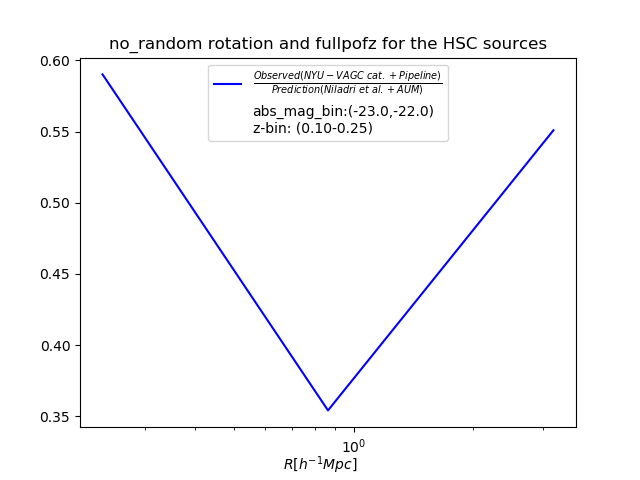 no_random rotation and fullpofz for the HSC sources
Observed(NYU−VAGC cat. +Pipeline)
Prediction(Niladri et al. +AUM)
abs_mag_bin:(-23.0,-22.0)
z-bin: (0.10-0.25)
0.60
0.55
0.50
0.45
0.40
0.35
10⁰
R[h⁻¹Mpc]